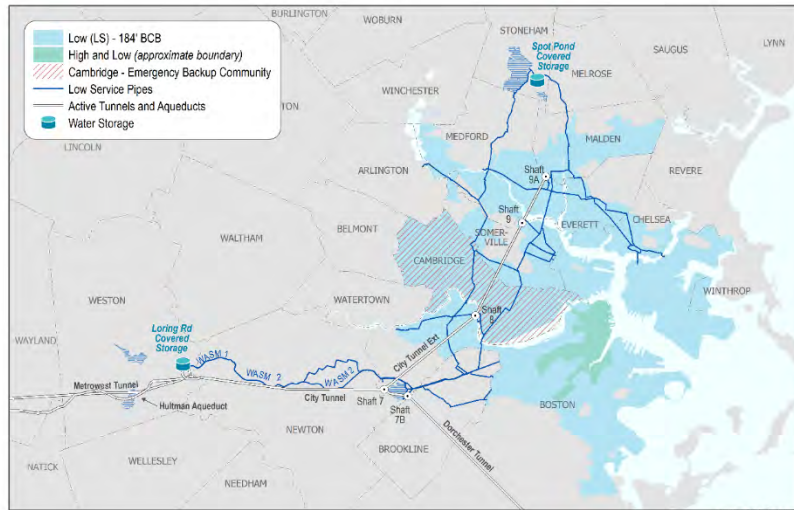 Low (LS) - 184' BCB
High and Low (approximate boundary)
Cambridge - Emergency Backup Community
Low Service Pipes
Active Tunnels and Aqueducts
Water Storage
BURLINGTON
WOBURN
STONEHAM
Spot Pond
Covered
Storage
SAUGUS
LYNN
MELROSE
WINCHESTER
LINCOLN
MEDFORD
MALDEN
ARLINGTON
REVERE
Shaft
9A
CHELSEA
Shaft
9
EVERETT
BELMONT
SOMER-
VILLE
WALTHAM
CAMBRIDGE
WINTHROP
WATERTOWN
WESTON
Loring Rd
Covered
Storage
Shaft
8
WAYLAND
WASM 1
City Tunnel Ext
WASM 2
WASM 2
Metrowest Tunnel
City Tunnel
Shaft 7
BOSTON
Hultman Aqueduct
Shaft
7B
NEWTON
Dorchester Tunnel
BROOKLINE
NATICK
WELLESLEY
NEEDHAM